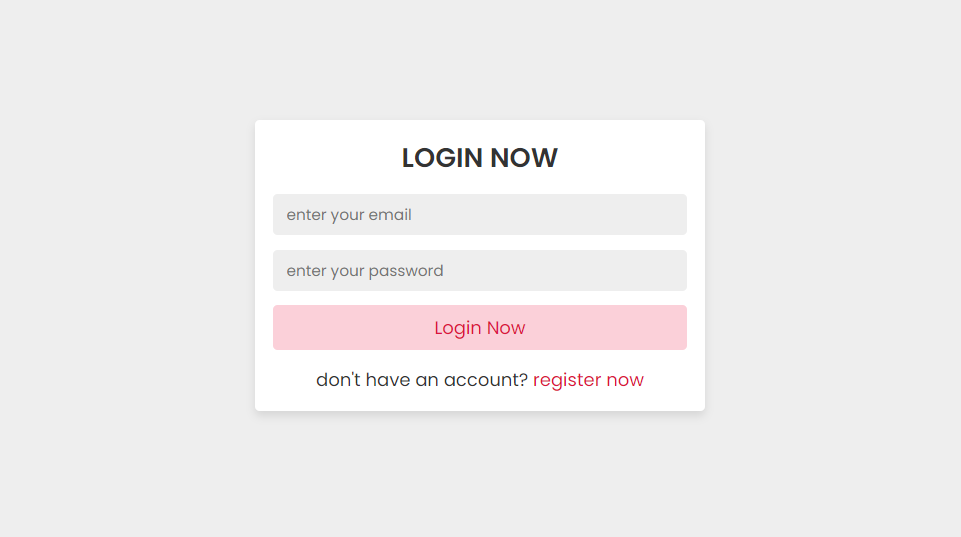 LOGIN NOW
enter your email
enter your password
Login Now
don't have an account? register now